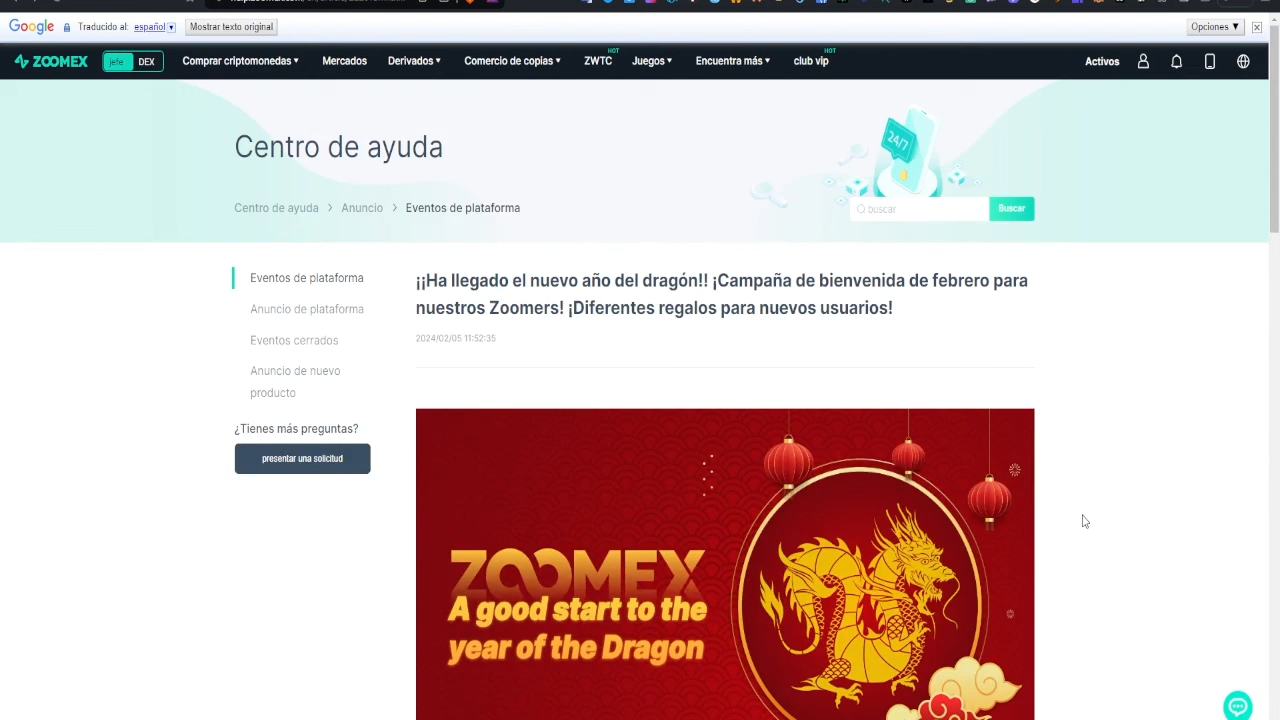 Google Traducido al: español Mostrar texto original Opciones ▼
ZOOMEX jefe DEX Comprar criptomonedas Mercados Derivados Comercio de copias ZWTC HOT Juegos Encuentra más club vip HOT Activos
Centro de ayuda
24/7
Centro de ayuda > Anuncio > Eventos de plataforma
buscar Buscar
Eventos de plataforma
Anuncio de plataforma
Eventos cerrados
Anuncio de nuevo
producto
¿Tienes más preguntas?
presentar una solicitud
¡¡Ha llegado el nuevo año del dragón!! ¡Campaña de bienvenida de febrero para
nuestros Zoomers! ¡Diferentes regalos para nuevos usuarios!
2024/02/05 11:52:35
ZOOMEX
A good start to the
year of the Dragon